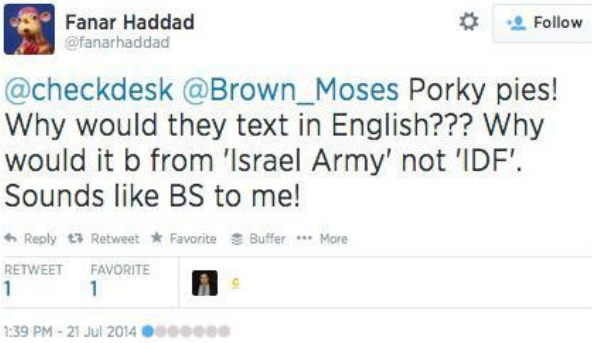 Fanar Haddad
@fanarhaddad
Follow
@checkdesk @Brown_Moses Porky pies!
Why would they text in English??? Why
would it b from 'Israel Army' not 'IDF'.
Sounds like BS to me!
Reply Retweet Favorite Buffer More
RETWEET FAVORITE
1 1
1:39 PM - 21 Jul 2014